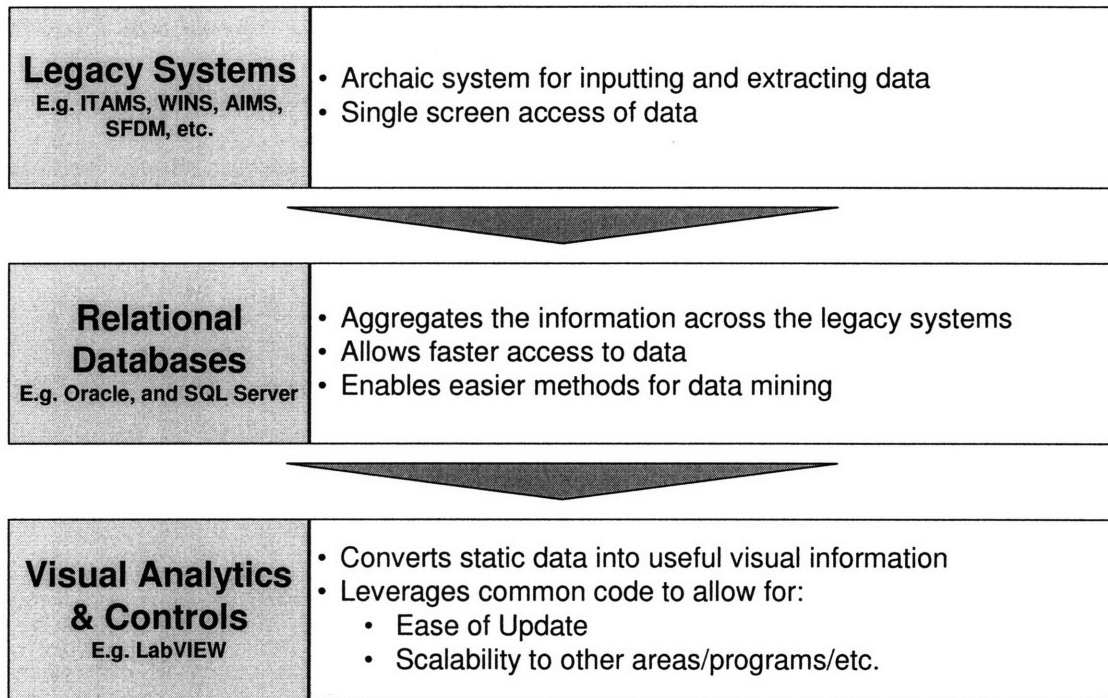 Legacy Systems
E.g. ITAMS, WINS, AIMS,
SFDM, etc.
• Archaic system for inputting and extracting data
• Single screen access of data
Relational
Databases
E.g. Oracle, and SQL Server
• Aggregates the information across the legacy systems
• Allows faster access to data
• Enables easier methods for data mining
Visual Analytics
& Controls
E.g. LabVIEW
• Converts static data into useful visual information
• Leverages common code to allow for:
• Ease of Update
• Scalability to other areas/programs/etc.